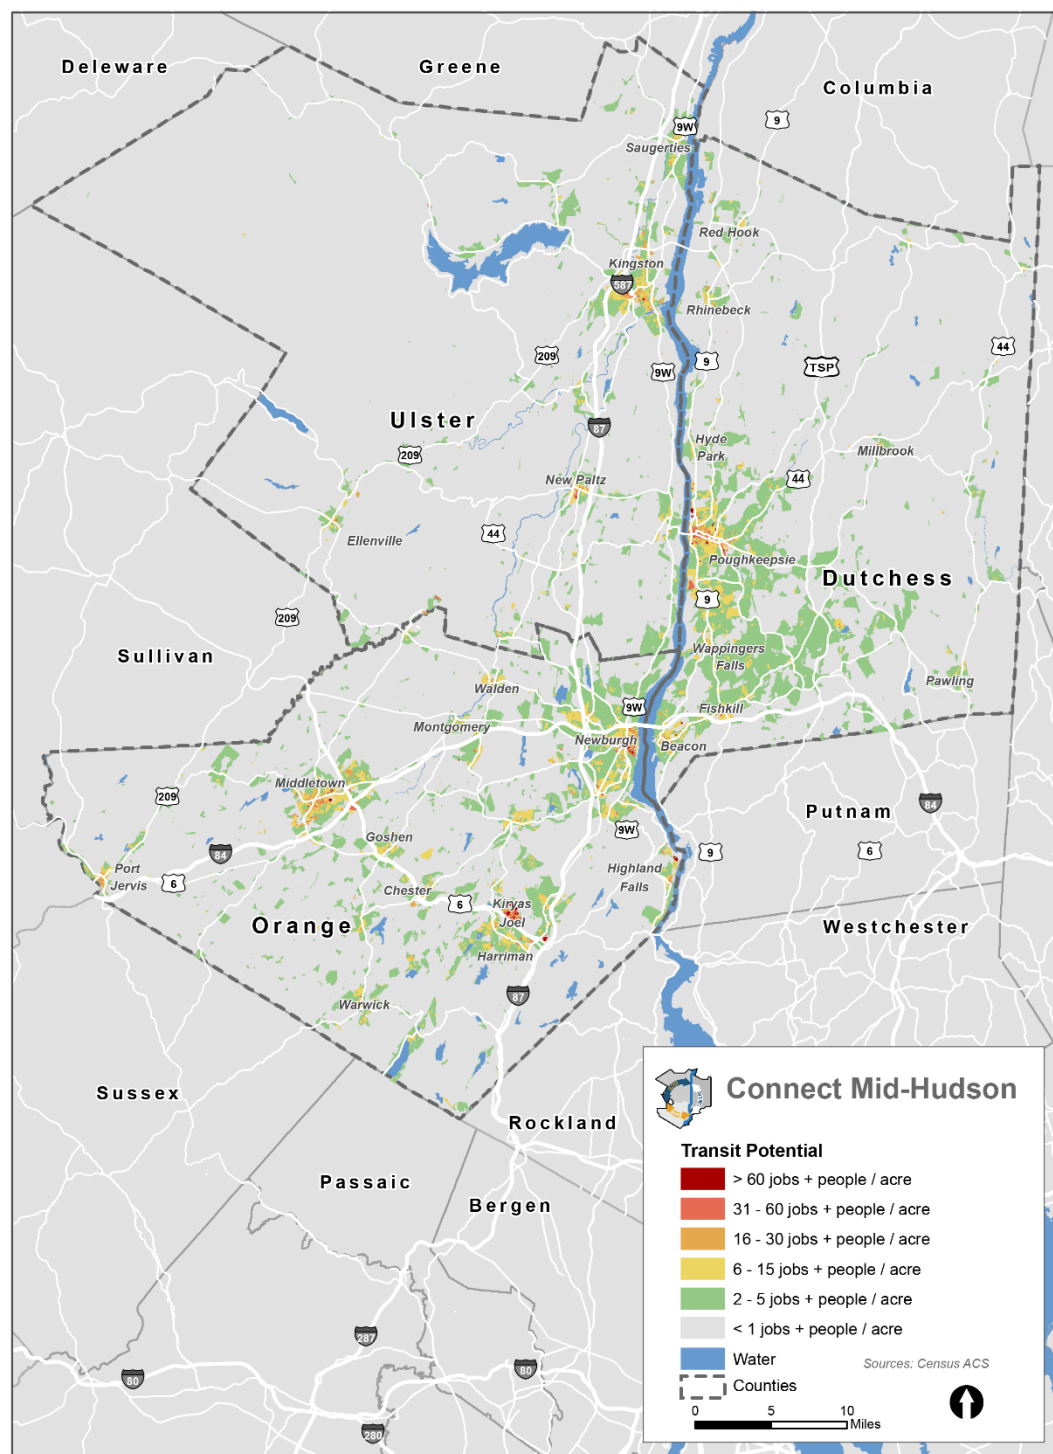 Deleware
Greene
Columbia
9
9W
Saugerties
Red Hook
Kingston
587
Rhinebeck
209
9W
9
TSP
44
Ulster
87
209
Hyde
Park
Millbrook
New Paltz
44
44
Ellenville
Poughkeepsie
Dutchess
9
209
Sullivan
Wappingers
Falls
Walden
Pawling
9W
Fishkill
Montgomery
Newburgh
Beacon
Middletown
209
84
Putnam
9W
Goshen
84
9
6
Port
Jervis
6
Highland
Falls
Chester
6
Kiryas
Joel
Orange
Westchester
Harriman
87
Warwick
Sussex
Rockland
Passaic
Bergen
287
80
80
280
Connect Mid-Hudson
Transit Potential
> 60 jobs + people / acre
31 - 60 jobs + people / acre
16 - 30 jobs + people / acre
6 - 15 jobs + people / acre
2 - 5 jobs + people / acre
< 1 jobs + people / acre
Water
Sources: Census ACS
Counties
0 5 10
Miles